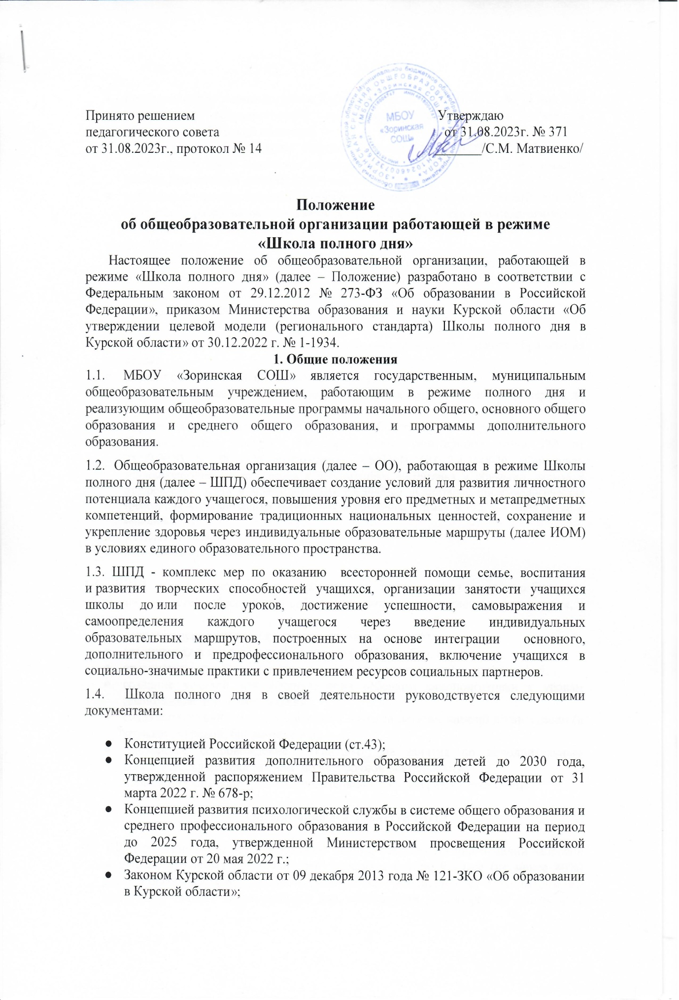 Принято решением
Утверждаю
педагогического совета
от 31.08.2023г. № 371
от 31.08.2023г., протокол № 14
_______/С.М. Матвиенко/
МБОУ
«Зоринская
СОШ»
Положение
об общеобразовательной организации работающей в режиме
«Школа полного дня»
Настоящее положение об общеобразовательной организации, работающей в
режиме «Школа полного дня» (далее – Положение) разработано в соответствии с
Федеральным законом от 29.12.2012 № 273-ФЗ «Об образовании в Российской
Федерации», приказом Министерства образования и науки Курской области «Об
утверждении целевой модели (регионального стандарта) Школы полного дня в
Курской области» от 30.12.2022 г. № 1-1934.
1. Общие положения
1.1. МБОУ «Зоринская СОШ» является государственным, муниципальным
общеобразовательным учреждением, работающим в режиме полного дня и
реализующим общеобразовательные программы начального общего, основного общего
образования и среднего общего образования, и программы дополнительного
образования.
1.2. Общеобразовательная организация (далее – ОО), работающая в режиме Школы
полного дня (далее – ШПД) обеспечивает создание условий для развития личностного
потенциала каждого учащегося, повышения уровня его предметных и метапредметных
компетенций, формирование традиционных национальных ценностей, сохранение и
укрепление здоровья через индивидуальные образовательные маршруты (далее ИОМ)
в условиях единого образовательного пространства.
1.3. ШПД - комплекс мер по оказанию всесторонней помощи семье, воспитания
и развития творческих способностей учащихся, организации занятости учащихся
школы до или после уроков, достижение успешности, самовыражения и
самоопределения каждого учащегося через введение индивидуальных
образовательных маршрутов, построенных на основе интеграции основного,
дополнительного и предрофессионального образования, включение учащихся в
социально-значимые практики с привлечением ресурсов социальных партнеров.
1.4. Школа полного дня в своей деятельности руководствуется следующими
документами:
● Конституцией Российской Федерации (ст.43);
● Концепцией развития дополнительного образования детей до 2030 года,
утвержденной распоряжением Правительства Российской Федерации от 31
марта 2022 г. № 678-р;
● Концепцией развития психологической службы в системе общего образования и
среднего профессионального образования в Российской Федерации на период
до 2025 года, утвержденной Министерством просвещения Российской
Федерации от 20 мая 2022 г.;
● Законом Курской области от 09 декабря 2013 года № 121-ЗКО «Об образовании
в Курской области»;